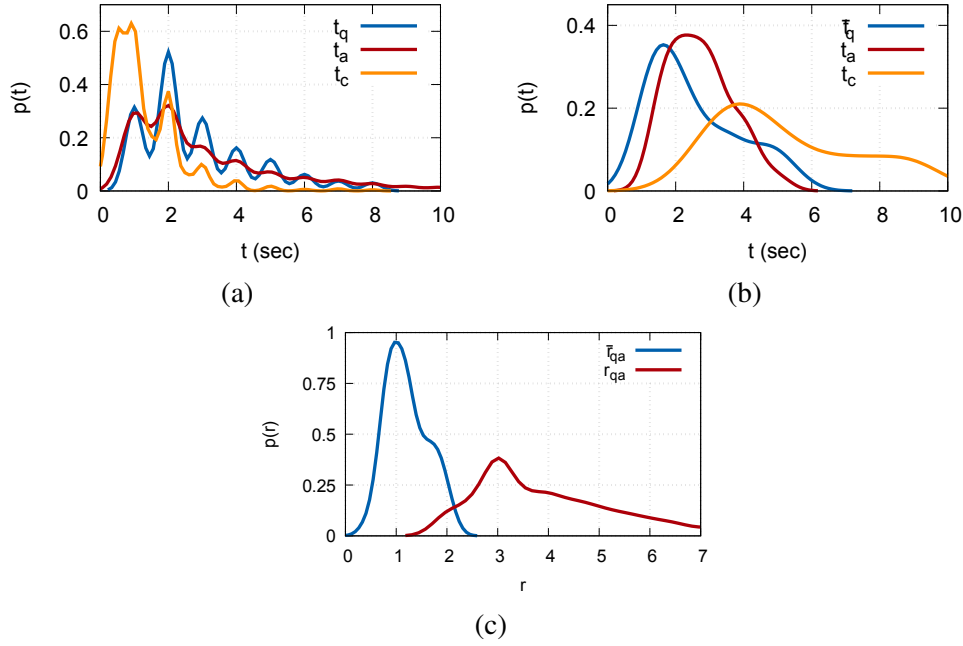 0.6
0.4
0.2
0
p(t)
t_q
t_a
t_c
0 2 4 6 8 10
t (sec)
(a)
0.4
0.2
0
p(t)
t̄_q
t_a
t_c
0 2 4 6 8 10
t (sec)
(b)
1
0.75
0.5
0.25
0
p(r)
r̄_qa
r_qa
0 1 2 3 4 5 6 7
r
(c)